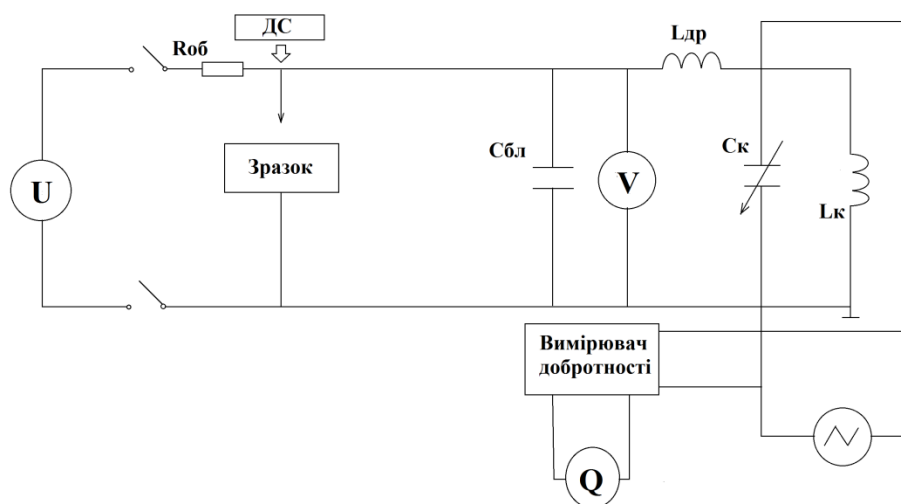 ДС
Rоб
Lдр
Сбл
Ск
Зразок
U
V
Lк
Вимірювач
добротності
Q